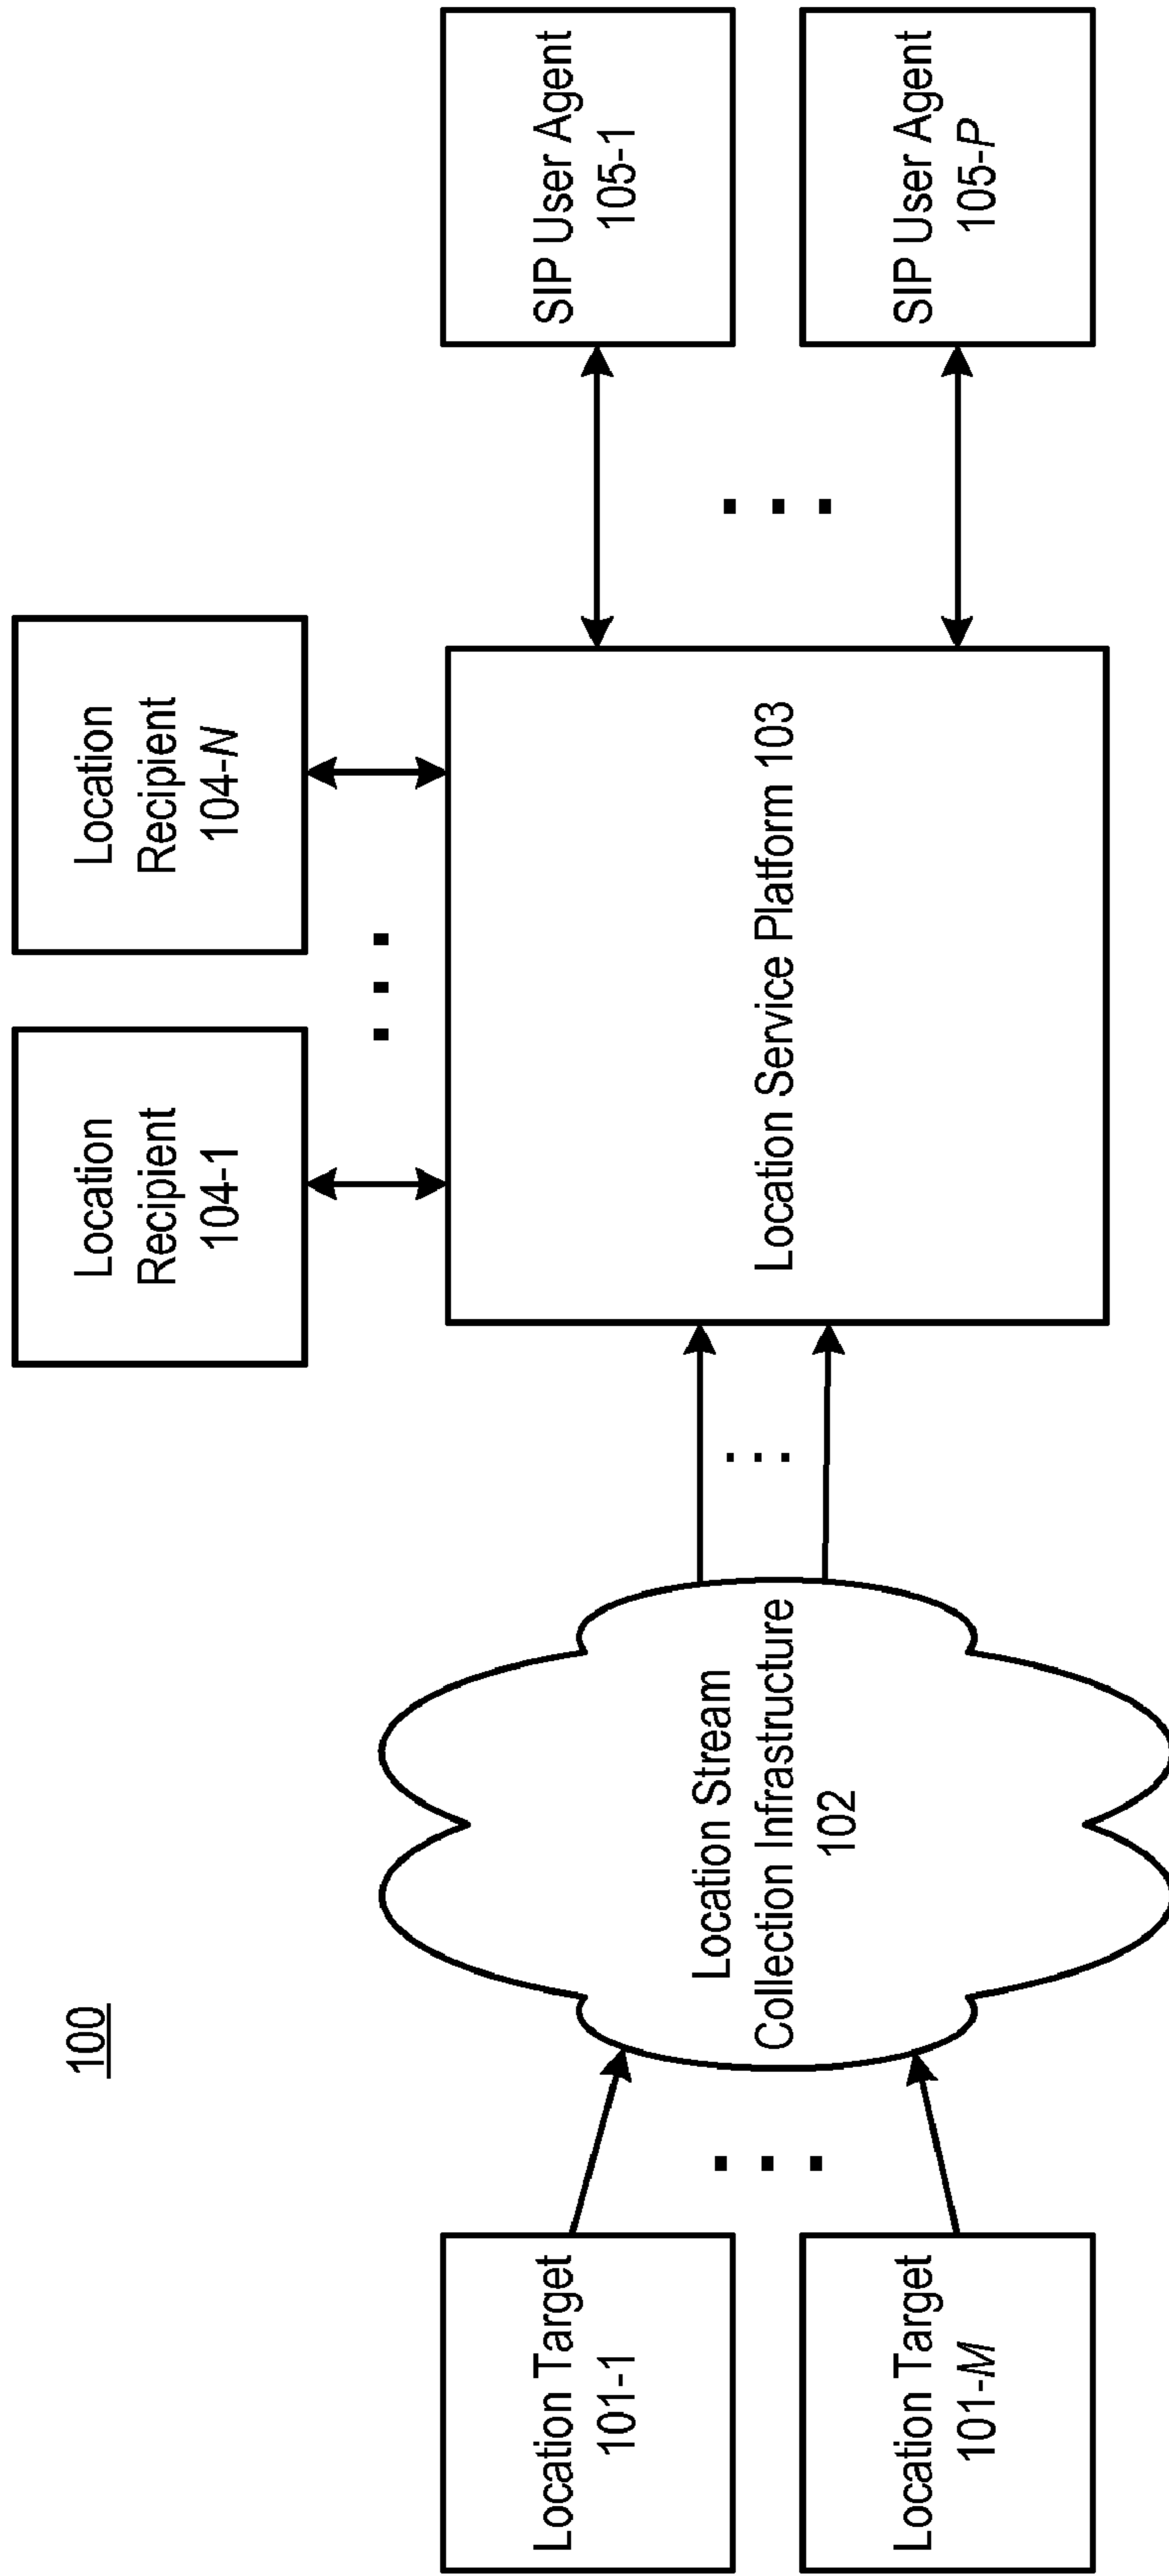 100
Location
Recipient
104-1
Location
Recipient
104-N
Location Target
101-1
Location Target
101-M
Location Stream
Collection Infrastructure
102
Location Service Platform 103
SIP User Agent
105-1
SIP User Agent
105-P